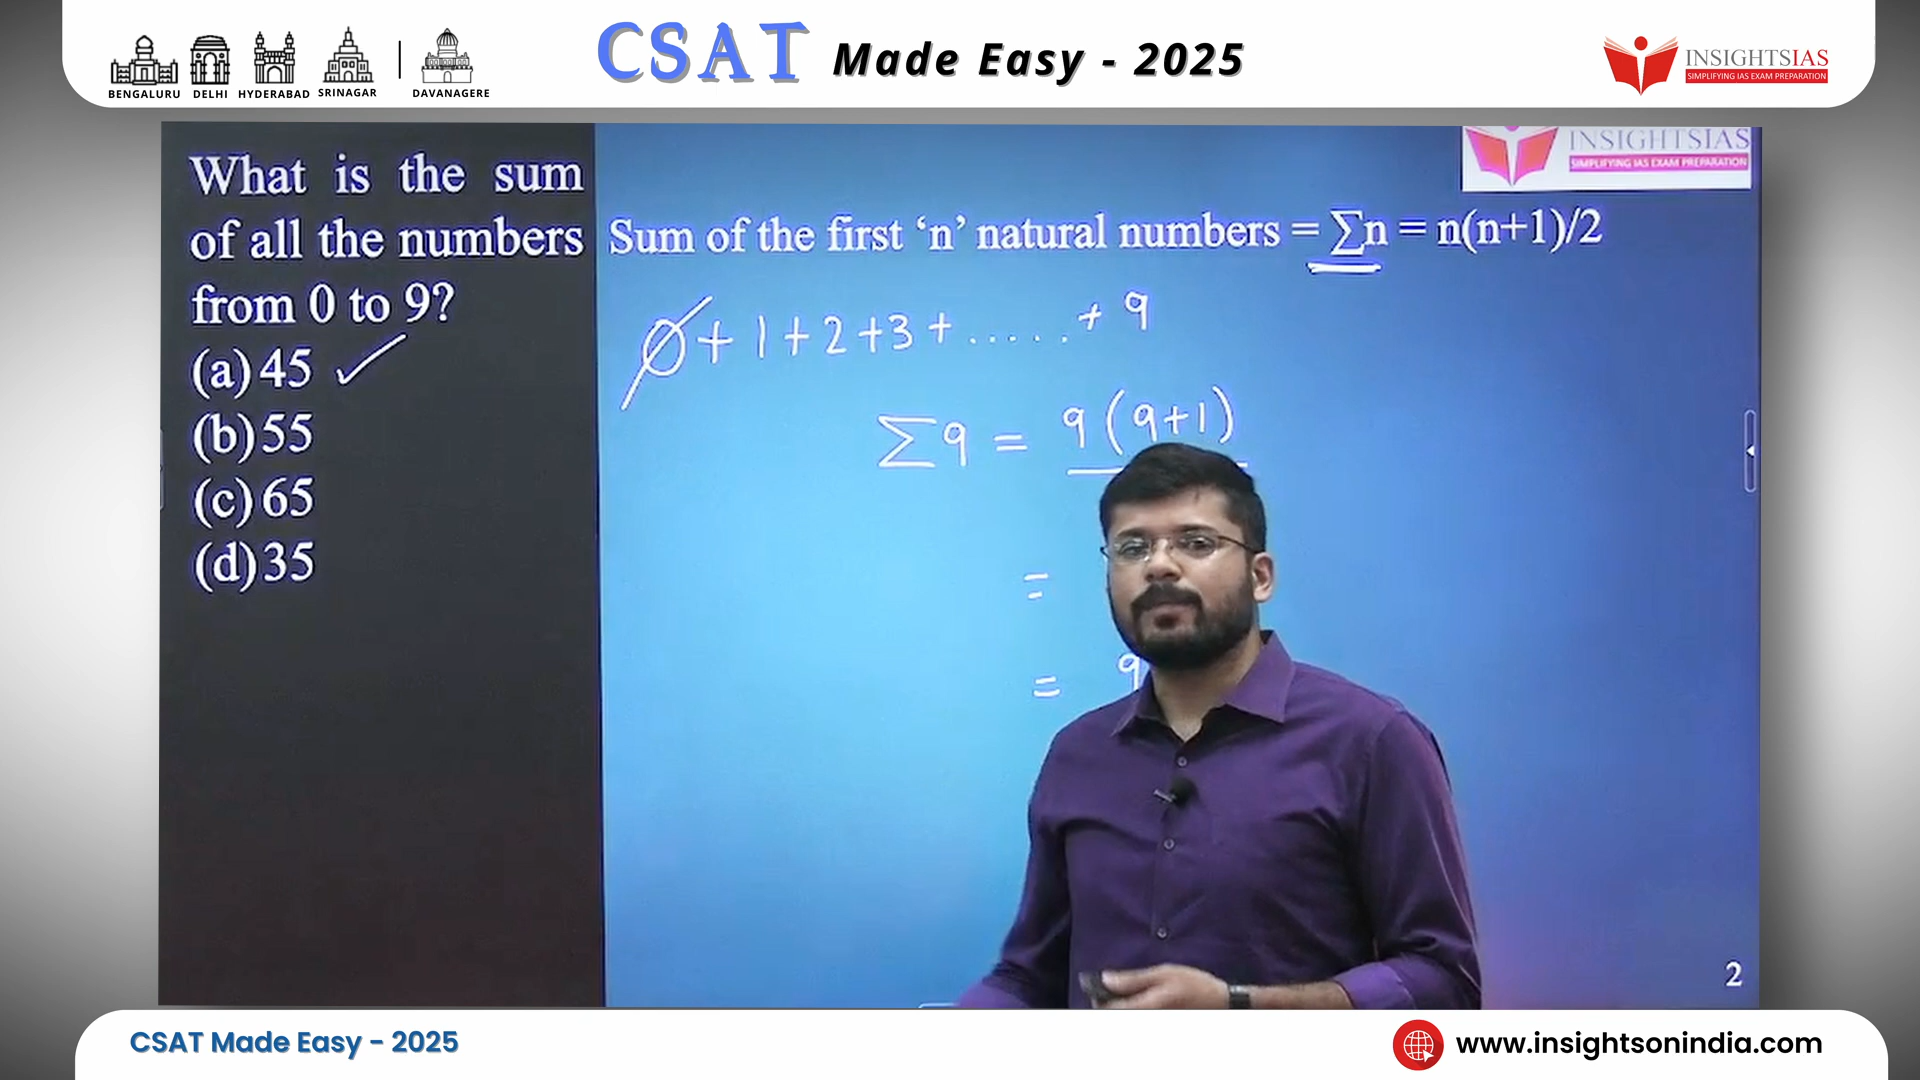 BENGALURU DELHI HYDERABAD SRINAGAR DAVANAGERE
CSAT Made Easy - 2025
INSIGHTSIAS
SIMPLIFYING IAS EXAM PREPARATION
INSIGHTSIAS
SIMPLIFYING IAS EXAM PREPARATION
What is the sum
of all the numbers
from 0 to 9?
(a) 45 ✓
(b) 55
(c) 65
(d) 35
Sum of the first ‘n’ natural numbers = ∑n = n(n+1)/2
0 + 1 + 2 + 3 + ..... + 9
∑9 = 9(9+1)
=
= 9
2
CSAT Made Easy - 2025
www.insightsonindia.com